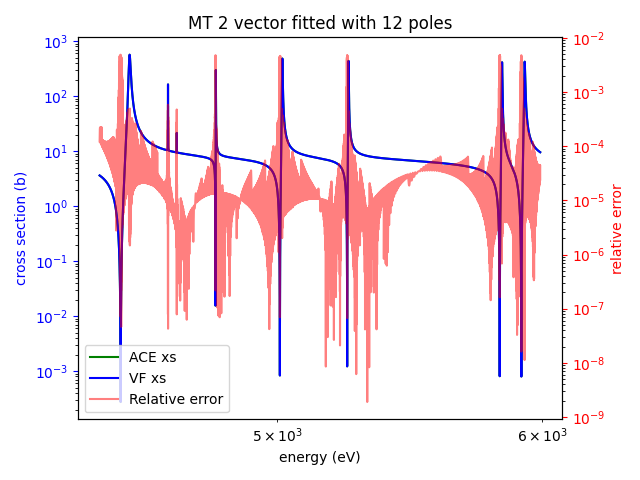 MT 2 vector fitted with 12 poles
cross section (b)
10³
10²
10¹
10⁰
10⁻¹
10⁻²
10⁻³
10⁻²
10⁻³
10⁻⁴
10⁻⁵
10⁻⁶
10⁻⁷
10⁻⁸
10⁻⁹
relative error
ACE xs
VF xs
Relative error
5 × 10³ 6 × 10³
energy (eV)